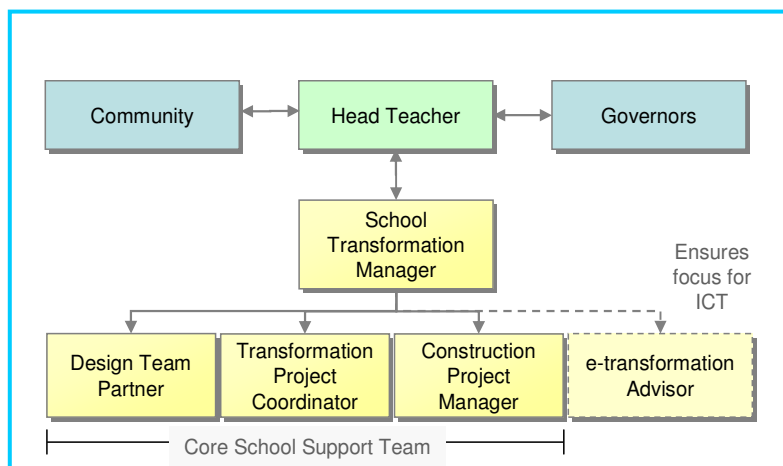 Community
Head Teacher
Governors
School
Transformation
Manager
Ensures
focus for
ICT
Design Team
Partner
Transformation
Project
Coordinator
Construction
Project
Manager
e-transformation
Advisor
Core School Support Team